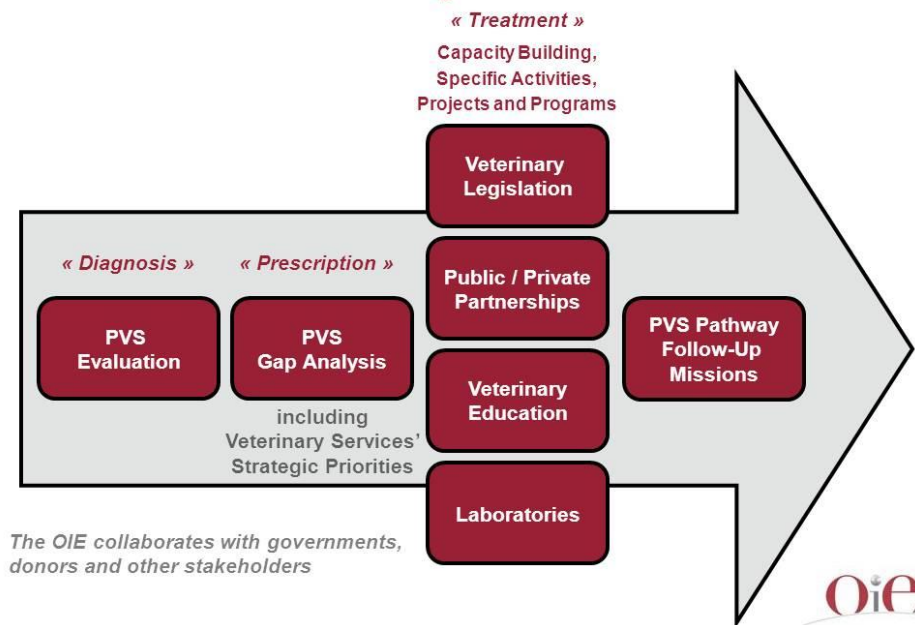 « Treatment »
Capacity Building,
Specific Activities,
Projects and Programs
Veterinary
Legislation
« Diagnosis »
« Prescription »
Public / Private
Partnerships
PVS
Evaluation
PVS
Gap Analysis
PVS Pathway
Follow-Up
Missions
including
Veterinary Services'
Strategic Priorities
Veterinary
Education
Laboratories
The OIE collaborates with governments,
donors and other stakeholders
OiE